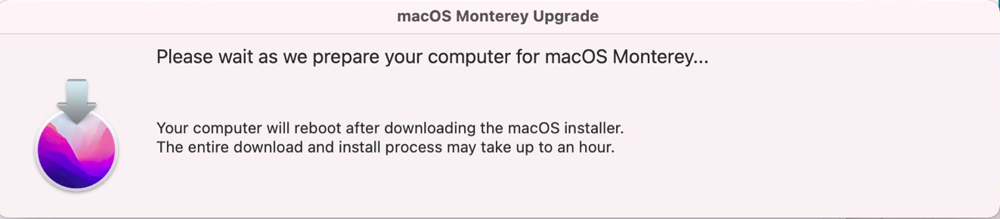 macOS Monterey Upgrade
Please wait as we prepare your computer for macOS Monterey...
Your computer will reboot after downloading the macOS installer.
The entire download and install process may take up to an hour.